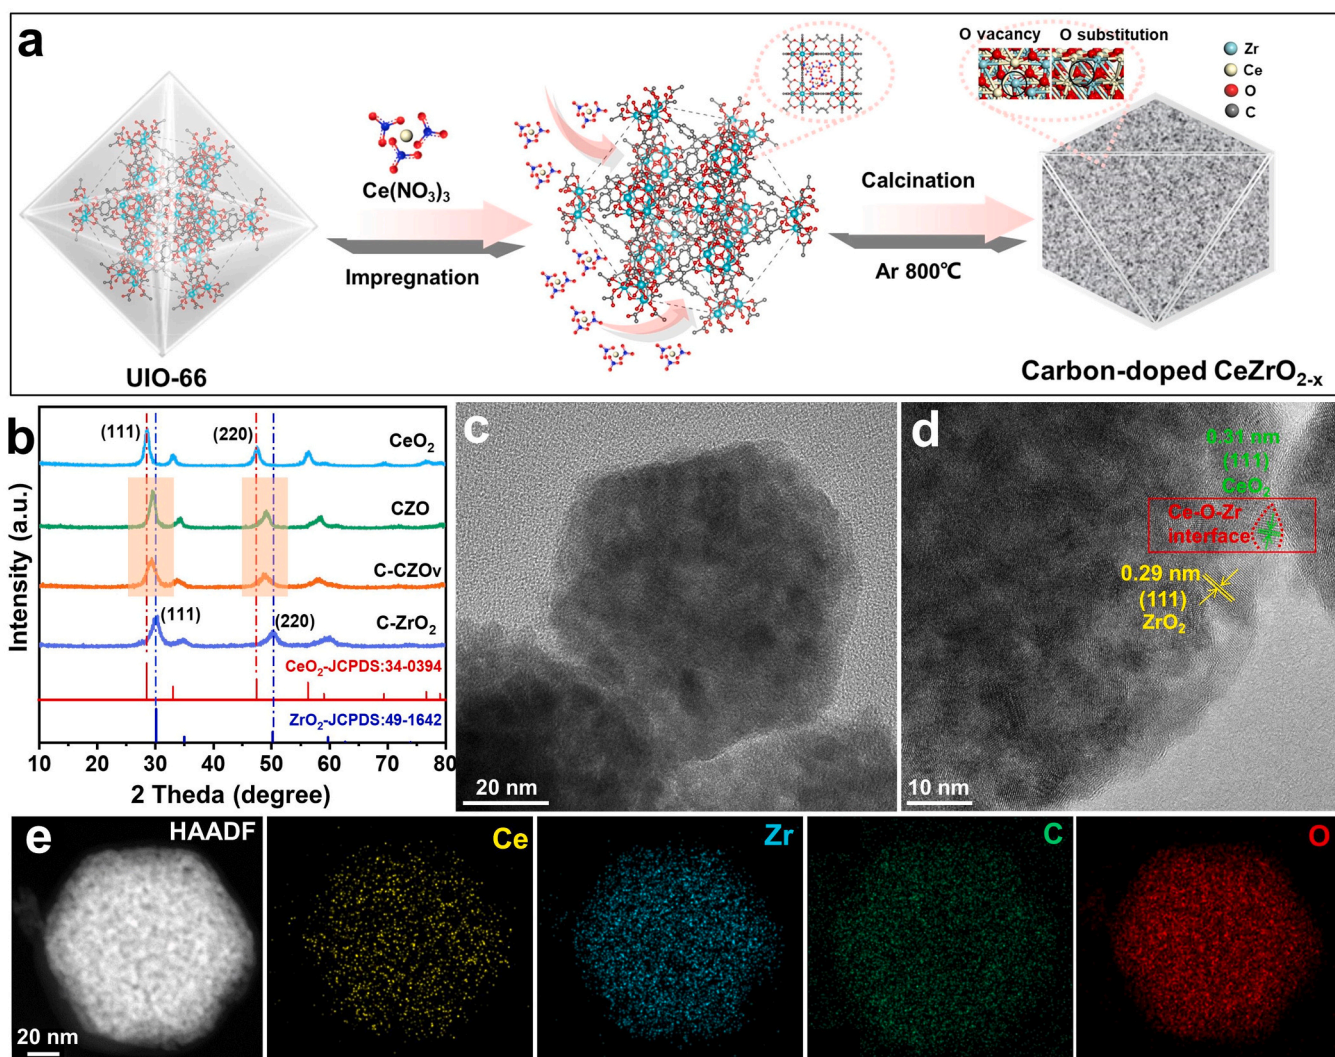 a
O vacancy
O substitution
Zr
Ce
O
C
Ce(NO₃)₃
Impregnation
Calcination
Ar 800℃
UIO-66
Carbon-doped CeZrO₂₋ₓ
b
Intensity (a.u.)
(111)
(220)
CeO₂
CZO
C-CZOv
(111)
(220)
C-ZrO₂
CeO₂-JCPDS:34-0394
ZrO₂-JCPDS:49-1642
10 20 30 40 50 60 70 80
2 Theda (degree)
c
20 nm
d
0.31 nm
(111)
CeO₂
Ce-O-Zr
interface
0.29 nm
(111)
ZrO₂
10 nm
e
HAADF
20 nm
Ce
Zr
C
O